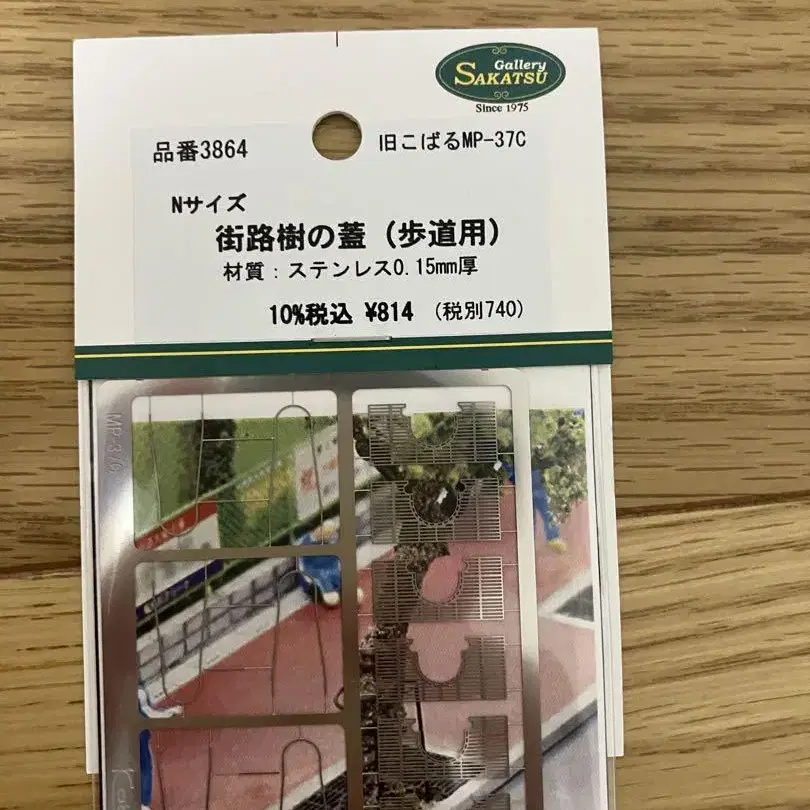 Gallery
SAKATSU
Since 1975
品番3864
旧こばるMP-37C
Nサイズ
街路樹の蓋（歩道用）
材質：ステンレス0.15mm厚
10%税込 ¥814 (税別740)